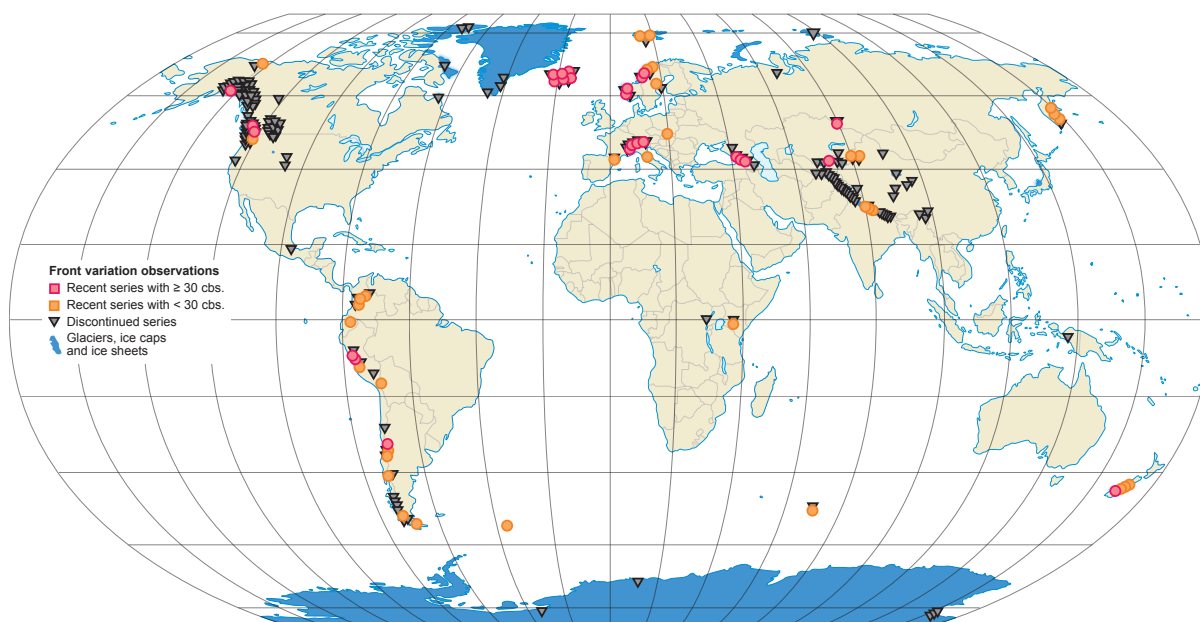 Front variation observations
Recent series with ≥ 30 cbs.
Recent series with < 30 cbs.
Discontinued series
Glaciers, ice caps
and ice sheets